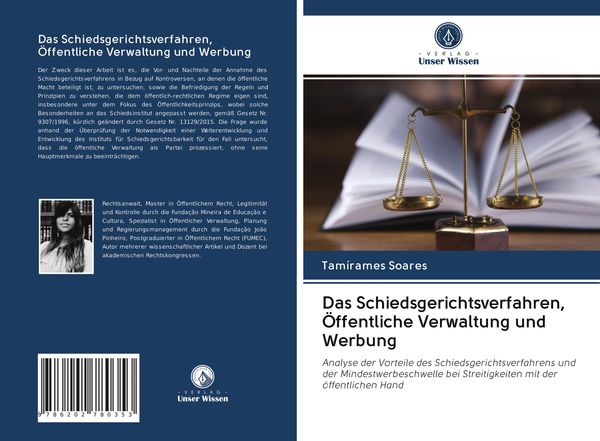 Das Schiedsgerichtsverfahren,
Öffentliche Verwaltung und Werbung
Der Zweck dieser Arbeit ist es, die Vor- und Nachteile der Annahme des
Schiedsgerichtsverfahrens in Bezug auf Kontroversen, an denen die öffentliche
Macht beteiligt ist, zu untersuchen, sowie die Befriedigung der Regeln und
Prinzipien zu verstehen, die dem öffentlich-rechtlichen Regime eigen sind,
insbesondere unter dem Fokus des Öffentlichkeitsprinzips, wobei solche
Besonderheiten an das Schiedsinstitut angepasst werden, gemäß Gesetz Nr.
9307/1996, kürzlich geändert durch Gesetz Nr. 13129/2015. Die Frage wurde
anhand der Überprüfung der Notwendigkeit einer Weiterentwicklung und
Entwicklung des Instituts für Schiedsgerichtsbarkeit für den Fall untersucht,
dass die öffentliche Verwaltung als Partei prozessiert, ohne seine
Hauptmerkmale zu beeinträchtigen.
Rechtsanwalt, Master in Öffentlichem Recht, Legitimität
und Kontrolle durch die Fundação Mineira de Educação e
Cultura, Spezialist in Öffentlicher Verwaltung, Planung
und Regierungsmanagement durch die Fundação João
Pinheiro, Postgraduierter in Öffentlichem Recht (FUMEC),
Autor mehrerer wissenschaftlicher Artikel und Dozent bei
akademischen Rechtskongressen.
9 786202 780353
- VERLAG -
Unser Wissen
- VERLAG -
Unser Wissen
Tamírames Soares
Das Schiedsgerichtsverfahren,
Öffentliche Verwaltung und
Werbung
Analyse der Vorteile des Schiedsgerichtsverfahrens und
der Mindestwerbeschwelle bei Streitigkeiten mit der
öffentlichen Hand